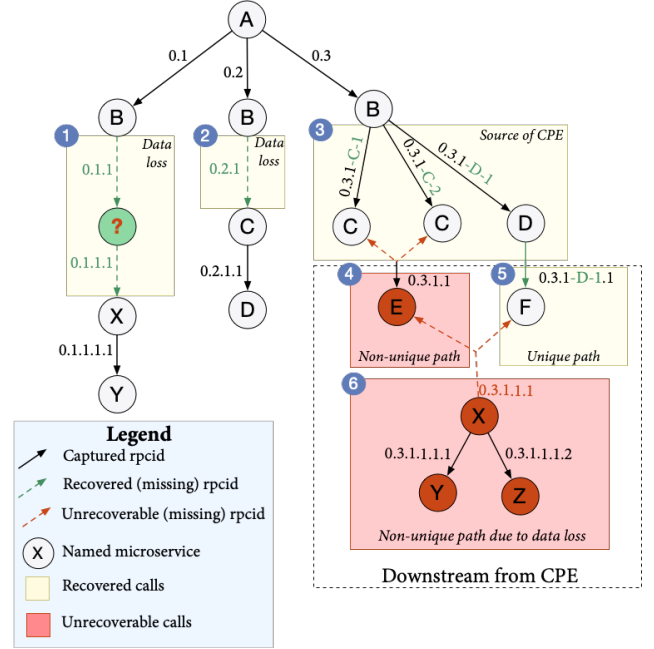 A
0.1
0.2
0.3
B
B
B
1
Data
loss
0.1.1
?
0.1.1.1
X
0.1.1.1.1
Y
2
Data
loss
0.2.1
C
0.2.1.1
D
3
Source of CPE
0.3.1-C-1
0.3.1-C-2
0.3.1-D-1
C
C
D
4
0.3.1.1
E
Non-unique path
5
0.3.1-D-1.1
F
Unique path
6
0.3.1.1.1
X
0.3.1.1.1.1
0.3.1.1.1.2
Y
Z
Non-unique path due to data loss
Downstream from CPE
Legend
Captured rpcid
Recovered (missing) rpcid
Unrecoverable (missing) rpcid
X Named microservice
Recovered calls
Unrecoverable calls